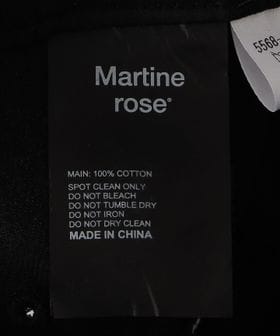 Martine
rose®
MAIN: 100% COTTON
SPOT CLEAN ONLY
DO NOT BLEACH
DO NOT TUMBLE DRY
DO NOT IRON
DO NOT DRY CLEAN
MADE IN CHINA
5568-